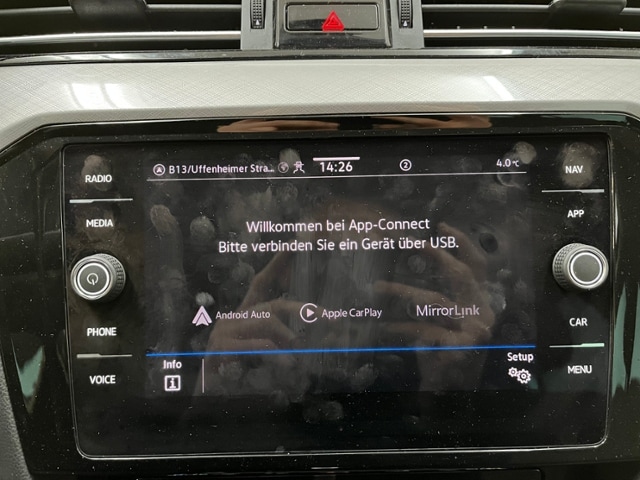 RADIO
MEDIA
PHONE
VOICE
B13/Uffenheimer Stra...
14:26
2
4.0°C
Willkommen bei App-Connect
Bitte verbinden Sie ein Gerät über USB.
Android Auto
Apple CarPlay
MirrorLink
Info
i
Setup
NAV
APP
CAR
MENU